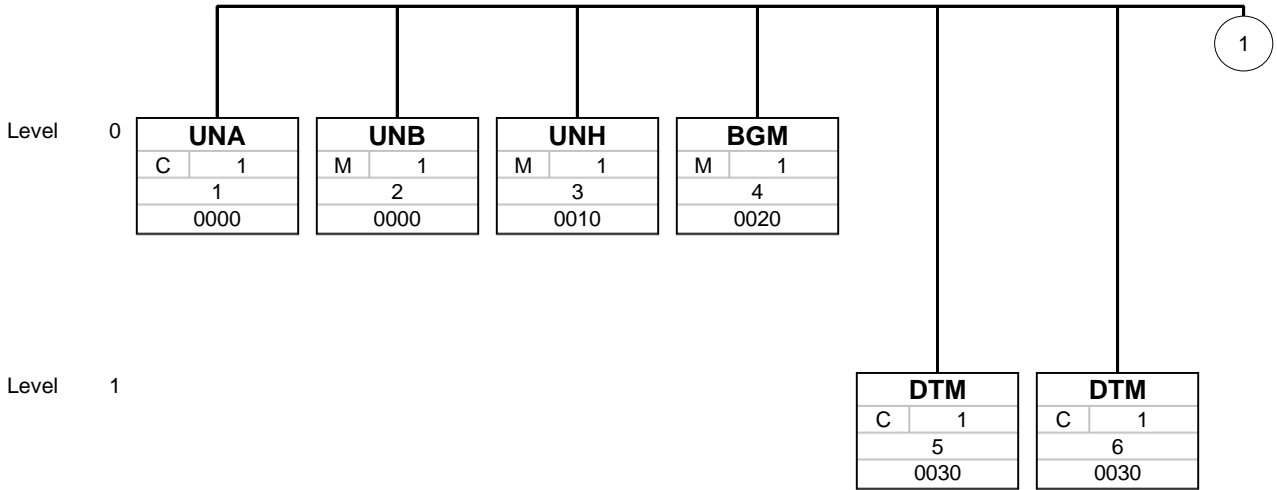 1
Level 0
UNA UNB UNH BGM
C 1 M 1 M 1 M 1
1 2 3 4
0000 0000 0010 0020
Level 1
DTM DTM
C 1 C 1
5 6
0030 0030